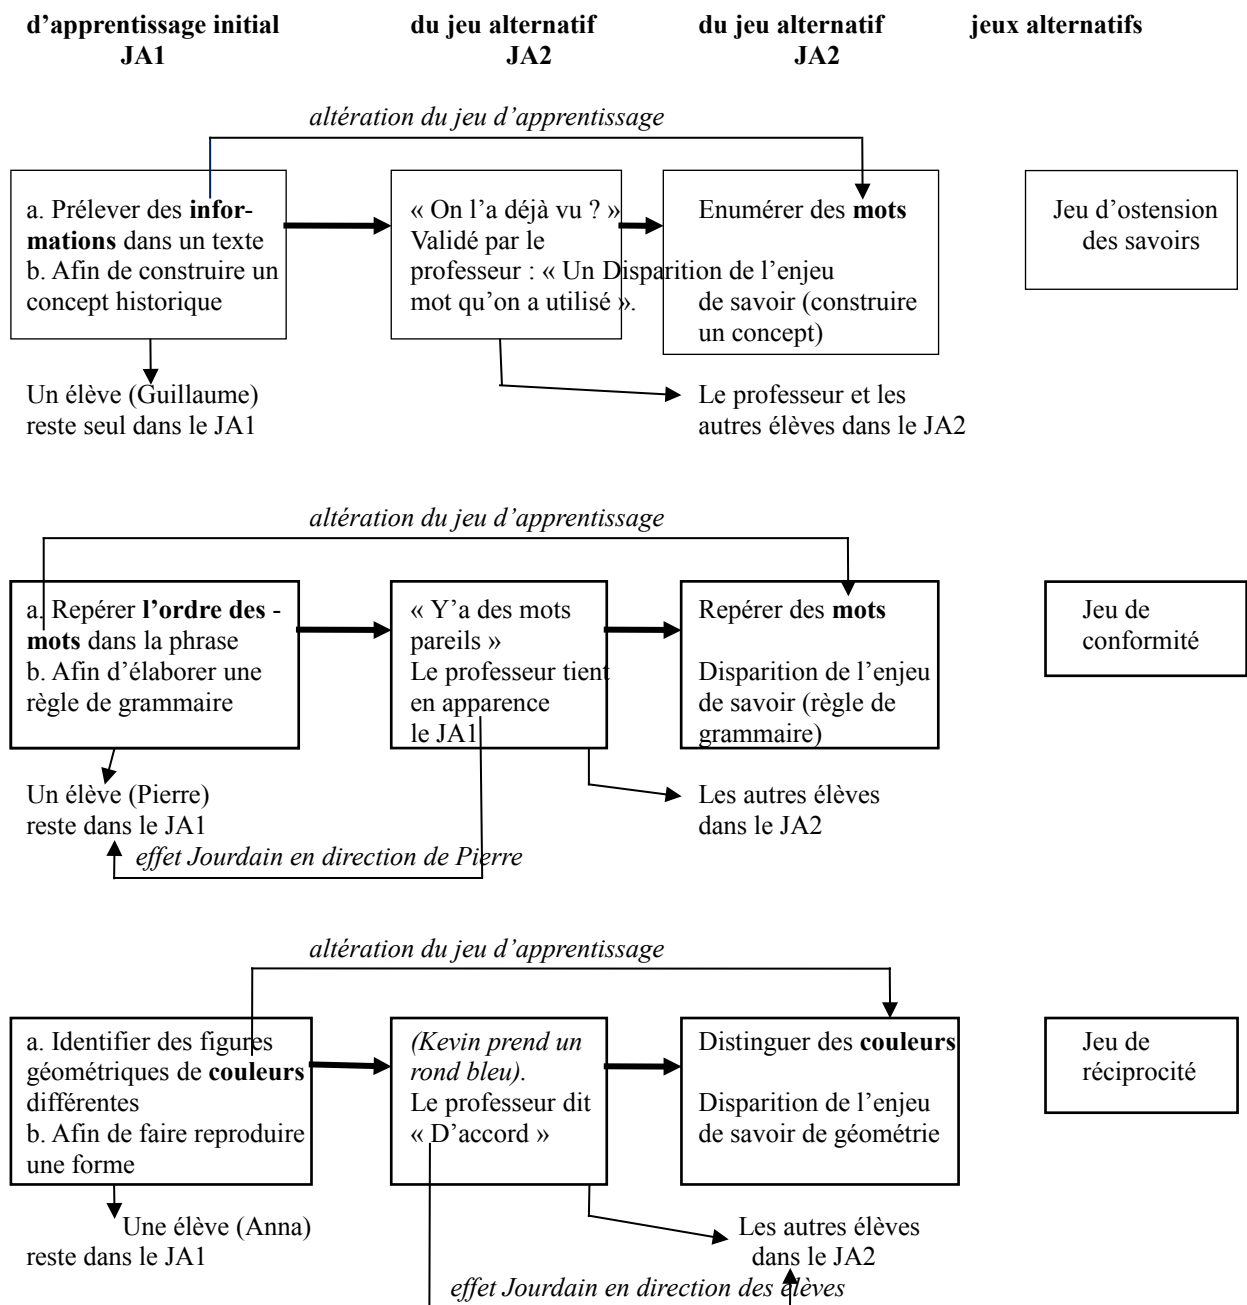 d'apprentissage initial
JA1
du jeu alternatif
JA2
du jeu alternatif
JA2
jeux alternatifs
altération du jeu d'apprentissage
a. Prélever des infor-
mations dans un texte
b. Afin de construire un
concept historique
« On l'a déjà vu ? »
Validé par le
professeur : « Un
mot qu'on a utilisé ».
Enumérer des mots
Disparition de l'enjeu
de savoir (construire
un concept)
Jeu d'ostension
des savoirs
Un élève (Guillaume)
reste seul dans le JA1
Le professeur et les
autres élèves dans le JA2
altération du jeu d'apprentissage
a. Repérer l'ordre des -
mots dans la phrase
b. Afin d'élaborer une
règle de grammaire
« Y'a des mots
pareils »
Le professeur tient
en apparence
le JA1
Repérer des mots
Disparition de l'enjeu
de savoir (règle de
grammaire)
Jeu de
conformité
Un élève (Pierre)
reste dans le JA1
Les autres élèves
dans le JA2
effet Jourdain en direction de Pierre
altération du jeu d'apprentissage
a. Identifier des figures
géométriques de couleurs
différentes
b. Afin de faire reproduire
une forme
(Kevin prend un
rond bleu).
Le professeur dit
« D'accord »
Distinguer des couleurs
Disparition de l'enjeu
de savoir de géométrie
Jeu de
réciprocité
Une élève (Anna)
reste dans le JA1
Les autres élèves
dans le JA2
effet Jourdain en direction des élèves